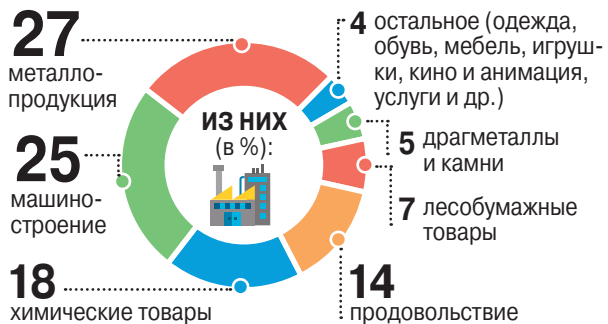 27
металло-
продукция
25
машино-
строение
18
химические товары
ИЗ НИХ
(в %):
4 остальное (одежда,
обувь, мебель, игруш-
ки, кино и анимация,
услуги и др.)
5 драгметаллы
и камни
7 лесобумажные
товары
14
продовольствие